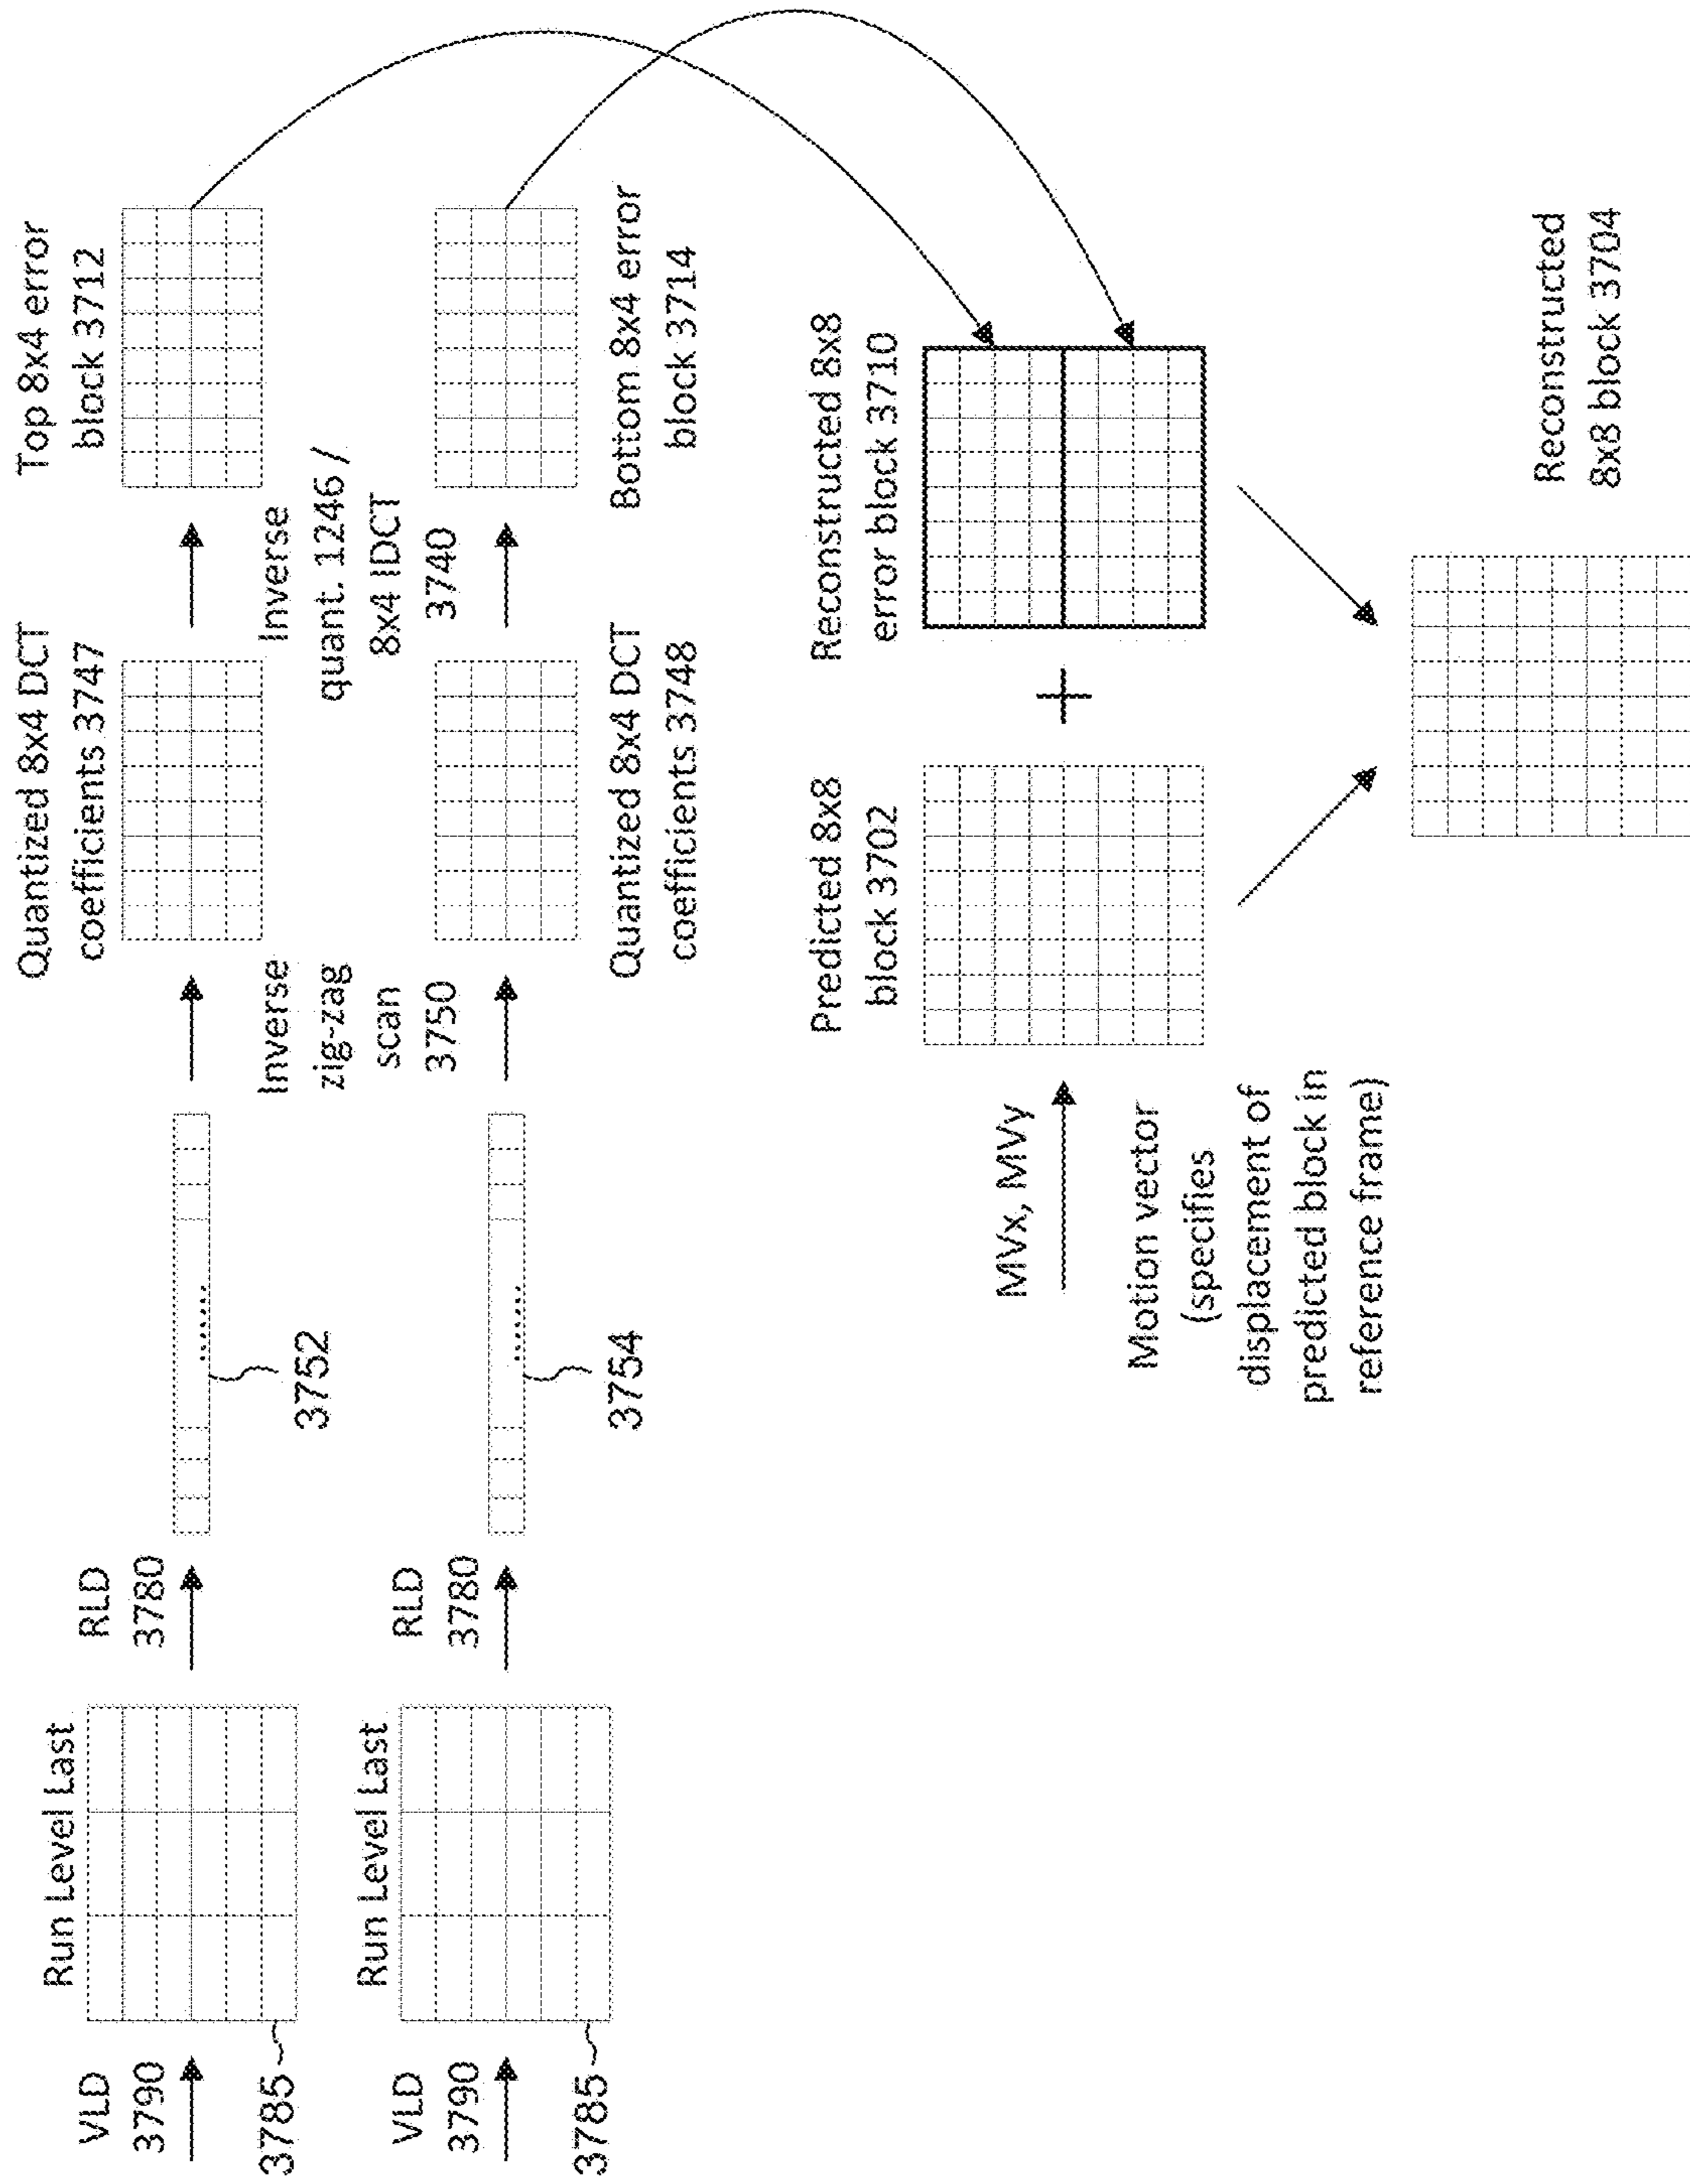 VLD
3790
Run Level Last
3785
RLD
3780
3752
Inverse
zig-zag
scan
3750
Quantized 8x4 DCT
coefficients 3747
Inverse
quant. 1246 /
8x4 IDCT
3740
Top 8x4 error
block 3712
VLD
3790
Run Level Last
3785
RLD
3780
3754
Quantized 8x4 DCT
coefficients 3748
Bottom 8x4 error
block 3714
MVx, MVy
Motion vector
(specifies
displacement of
predicted block in
reference frame)
Predicted 8x8
block 3702
+
Reconstructed 8x8
error block 3710
Reconstructed
8x8 block 3704